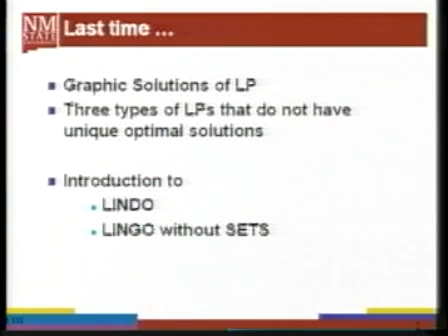 NM
STATE
Last time …
Graphic Solutions of LP
Three types of LPs that do not have
unique optimal solutions
Introduction to
LINDO
LINGO without SETS